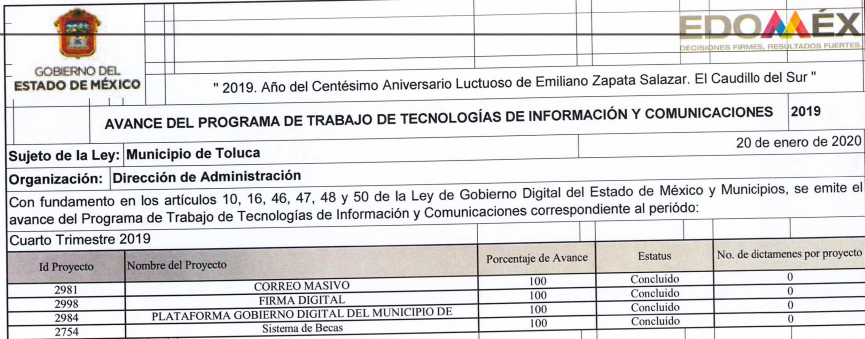 EDOMÉX
DECISIONES FIRMES, RESULTADOS FUERTES.
GOBIERNO DEL
ESTADO DE MÉXICO
" 2019. Año del Centésimo Aniversario Luctuoso de Emiliano Zapata Salazar. El Caudillo del Sur "
AVANCE DEL PROGRAMA DE TRABAJO DE TECNOLOGÍAS DE INFORMACIÓN Y COMUNICACIONES 2019
Sujeto de la Ley: Municipio de Toluca 20 de enero de 2020
Organización: Dirección de Administración
Con fundamento en los artículos 10, 16, 46, 47, 48 y 50 de la Ley de Gobierno Digital del Estado de México y Municipios, se emite el
avance del Programa de Trabajo de Tecnologías de Información y Comunicaciones correspondiente al periódo:
Cuarto Trimestre 2019
Id Proyecto Nombre del Proyecto Porcentaje de Avance Estatus No. de dictamenes por proyecto
2981 CORREO MASIVO 100 Concluido 0
2998 FIRMA DIGITAL 100 Concluido 0
2984 PLATAFORMA GOBIERNO DIGITAL DEL MUNICIPIO DE 100 Concluido 0
2754 Sistema de Becas 100 Concluido 0